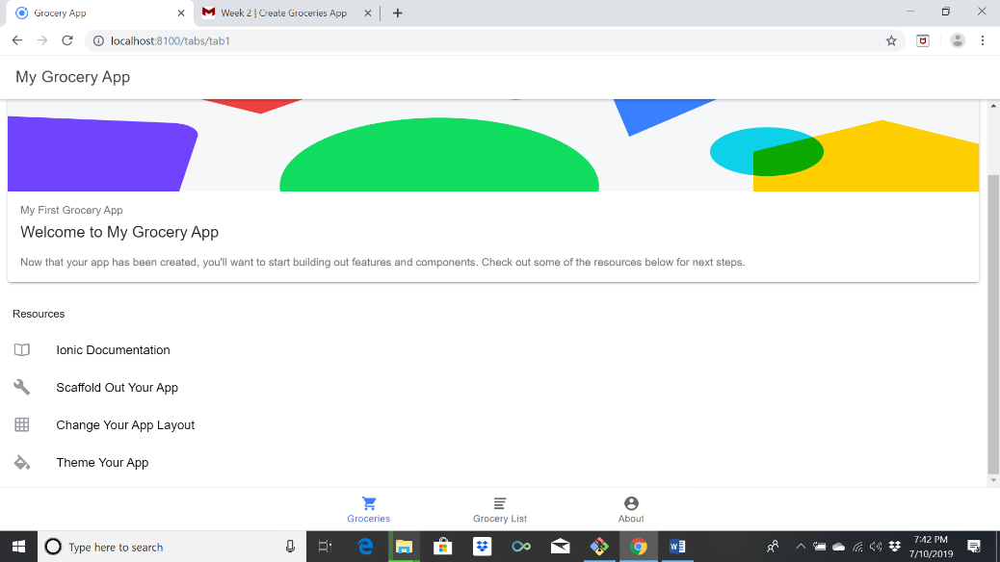 Grocery App
Week 2 | Create Groceries App
localhost:8100/tabs/tab1
My Grocery App
My First Grocery App
Welcome to My Grocery App
Now that your app has been created, you'll want to start building out features and components. Check out some of the resources below for next steps.
Resources
Ionic Documentation
Scaffold Out Your App
Change Your App Layout
Theme Your App
Groceries
Grocery List
About
Type here to search
7:42 PM
7/10/2019